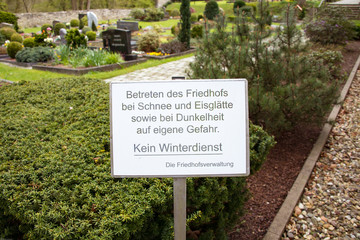 Betreten des Friedhofs
bei Schnee und Eisglätte
sowie bei Dunkelheit
auf eigene Gefahr.
Kein Winterdienst
Die Friedhofsverwaltung